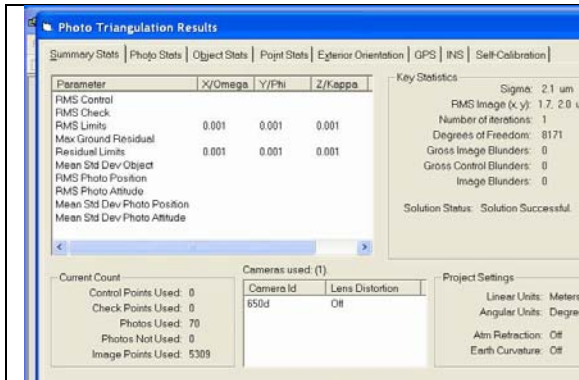 Photo Triangulation Results
Summary Stats Photo Stats Object Stats Point Stats Exterior Orientation GPS INS Self-Calibration
Parameter X/Omega Y/Phi Z/Kappa
RMS Control
RMS Check
RMS Limits 0.001 0.001 0.001
Max Ground Residual
Residual Limits 0.001 0.001 0.001
Mean Std Dev Object
RMS Photo Position
RMS Photo Attitude
Mean Std Dev Photo Position
Mean Std Dev Photo Attitude
Key Statistics
Sigma: 2.1 um
RMS Image (x, y): 1.7, 2.0 u
Number of iterations: 1
Degrees of Freedom: 8171
Gross Image Blunders: 0
Gross Control Blunders: 0
Image Blunders: 0
Solution Status: Solution Successful.
Current Count
Control Points Used: 0
Check Points Used: 0
Photos Used: 70
Photos Not Used: 0
Image Points Used: 5309
Cameras used: (1).
Camera Id Lens Distortion
650d Off
Project Settings
Linear Units: Meters
Angular Units: Degre
Atm Refraction: Off
Earth Curvature: Off